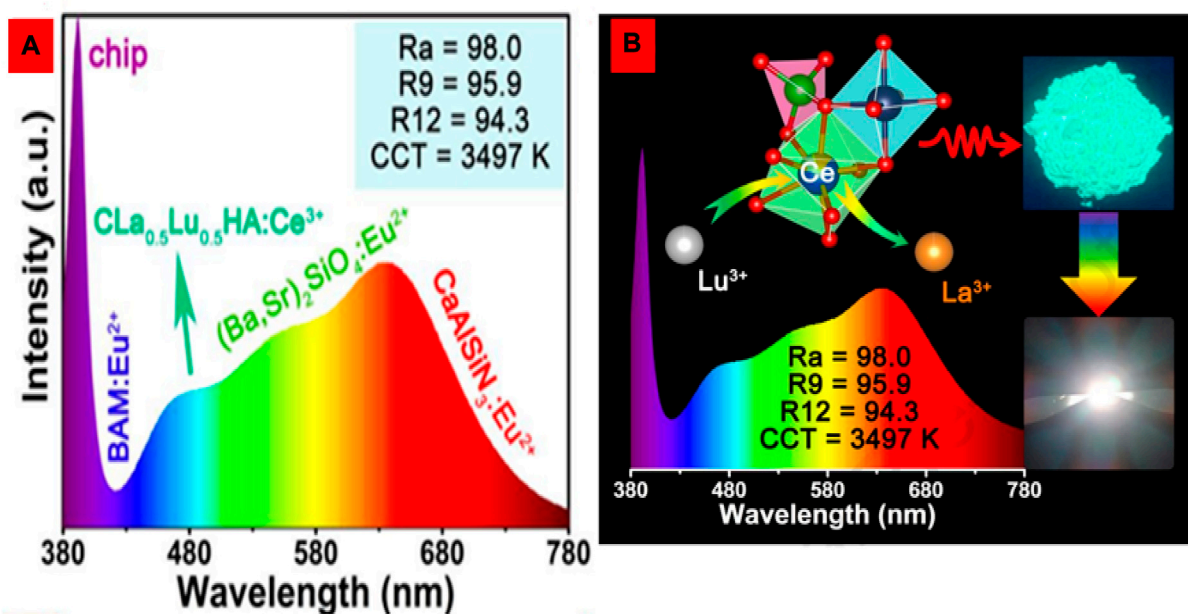 A
chip
Ra = 98.0
R9 = 95.9
R12 = 94.3
CCT = 3497 K
CLa₀.₅Lu₀.₅HA:Ce³⁺
BAM:Eu²⁺
(Ba,Sr)₂SiO₄:Eu²⁺
CaAlSiN₃:Eu²⁺
Intensity (a.u.)
380 480 580 680 780
Wavelength (nm)
B
Ce
Lu³⁺
La³⁺
Ra = 98.0
R9 = 95.9
R12 = 94.3
CCT = 3497 K
380 480 580 680 780
Wavelength (nm)